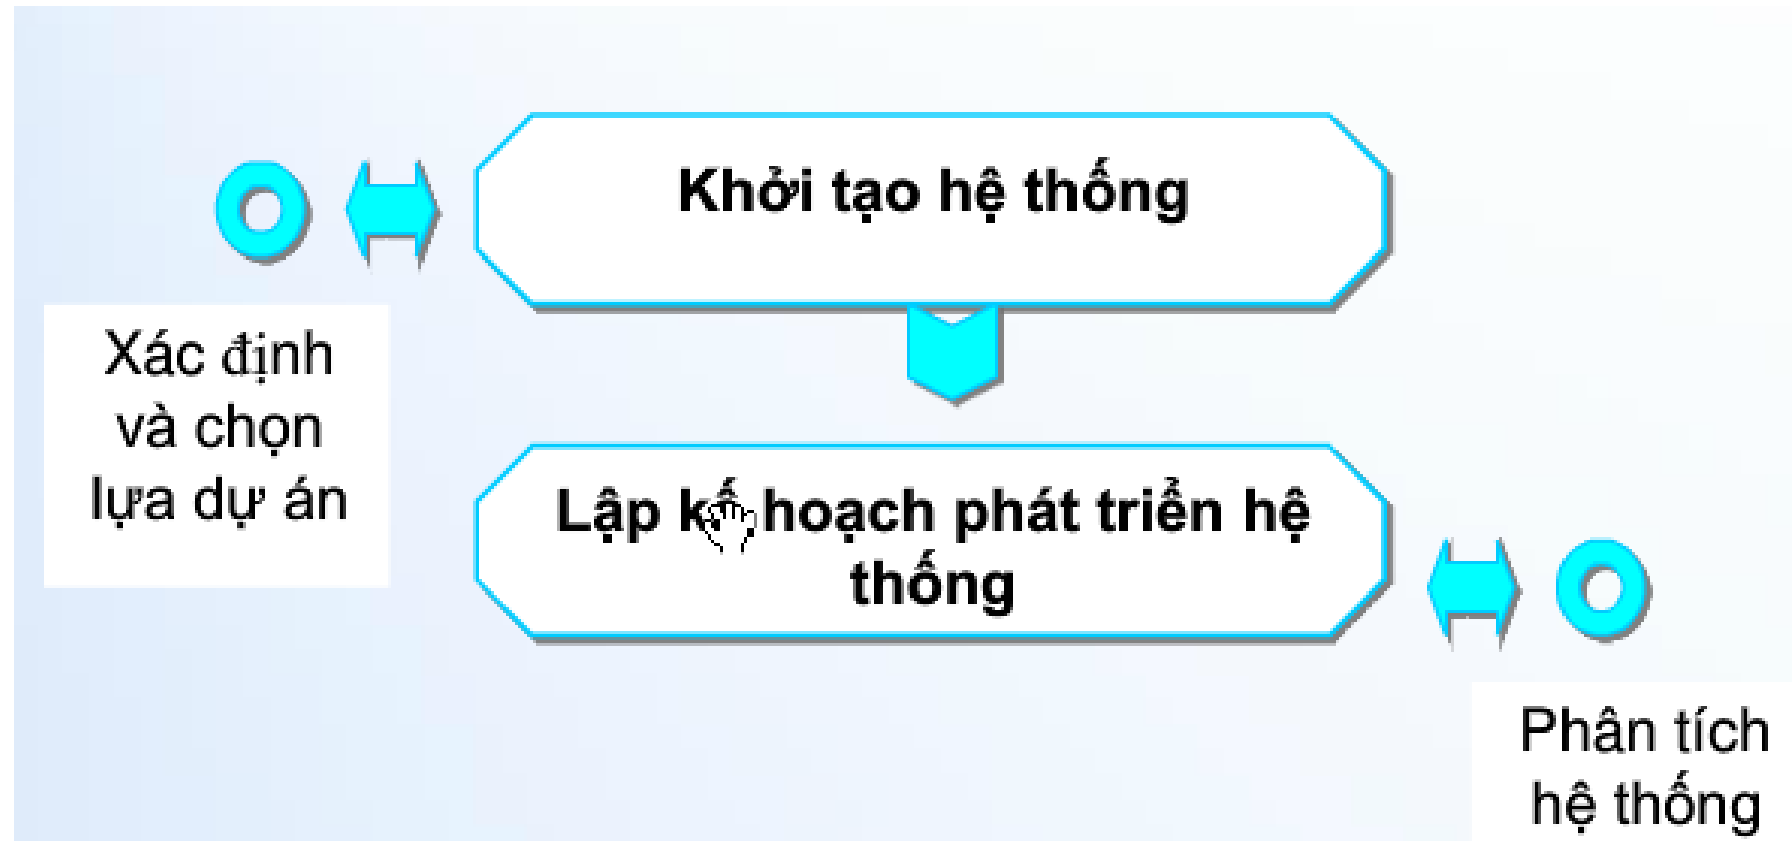 Khởi tạo hệ thống
Xác định
và chọn
lựa dự án
Lập kế hoạch phát triển hệ
thống
Phân tích
hệ thống